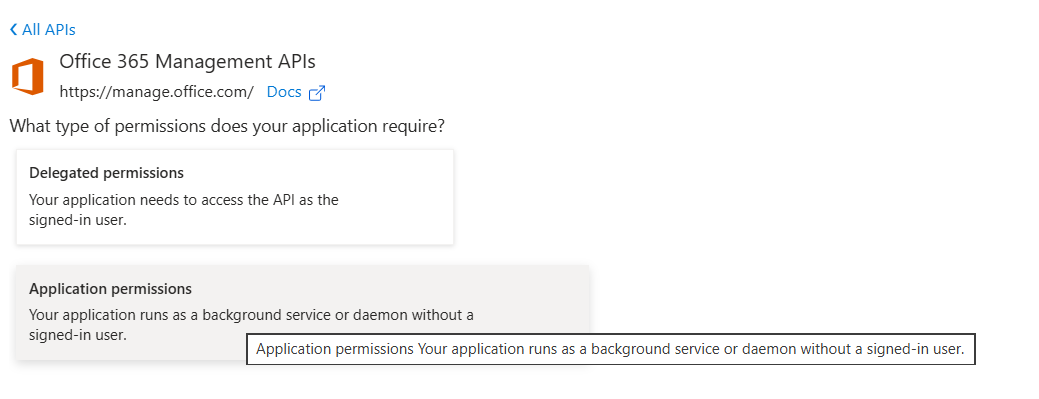 All APIs
Office 365 Management APIs
https://manage.office.com/ Docs
What type of permissions does your application require?
Delegated permissions
Your application needs to access the API as the
signed-in user.
Application permissions
Your application runs as a background service or daemon without a
signed-in user.
Application permissions Your application runs as a background service or daemon without a signed-in user.